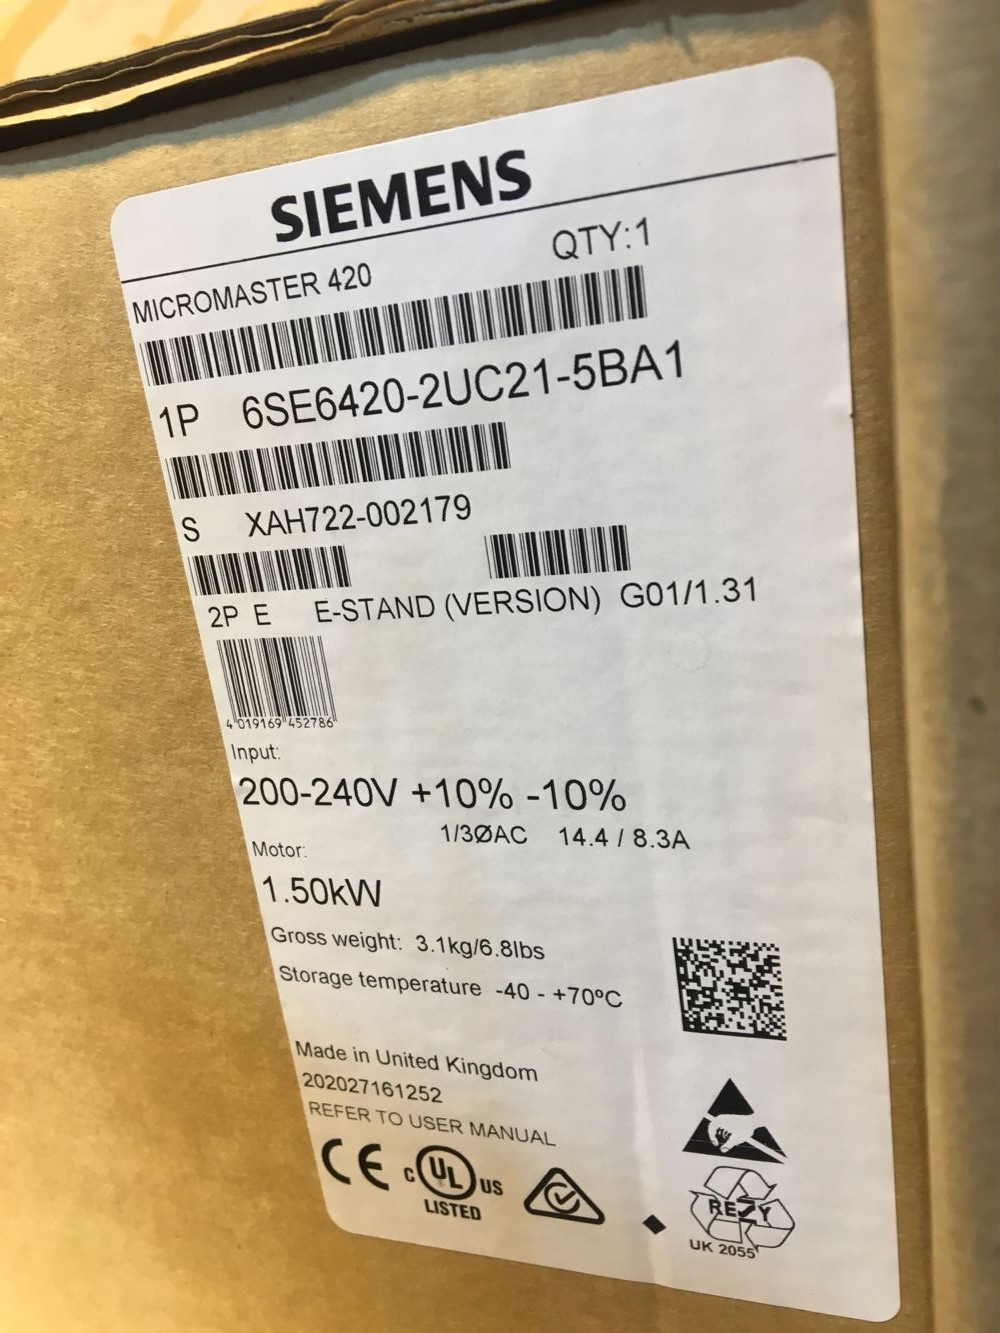 SIEMENS
MICROMASTER 420 QTY:1
1P 6SE6420-2UC21-5BA1
S XAH722-002179
2P E E-STAND (VERSION) G01/1.31
4 019169 452786
Input:
200-240V +10% -10%
1/3ØAC 14.4 / 8.3A
Motor:
1.50kW
Gross weight: 3.1kg/6.8lbs
Storage temperature -40 - +70ºC
Made in United Kingdom
202027161252
REFER TO USER MANUAL
CE C UL US
LISTED
RESY
UK 2055